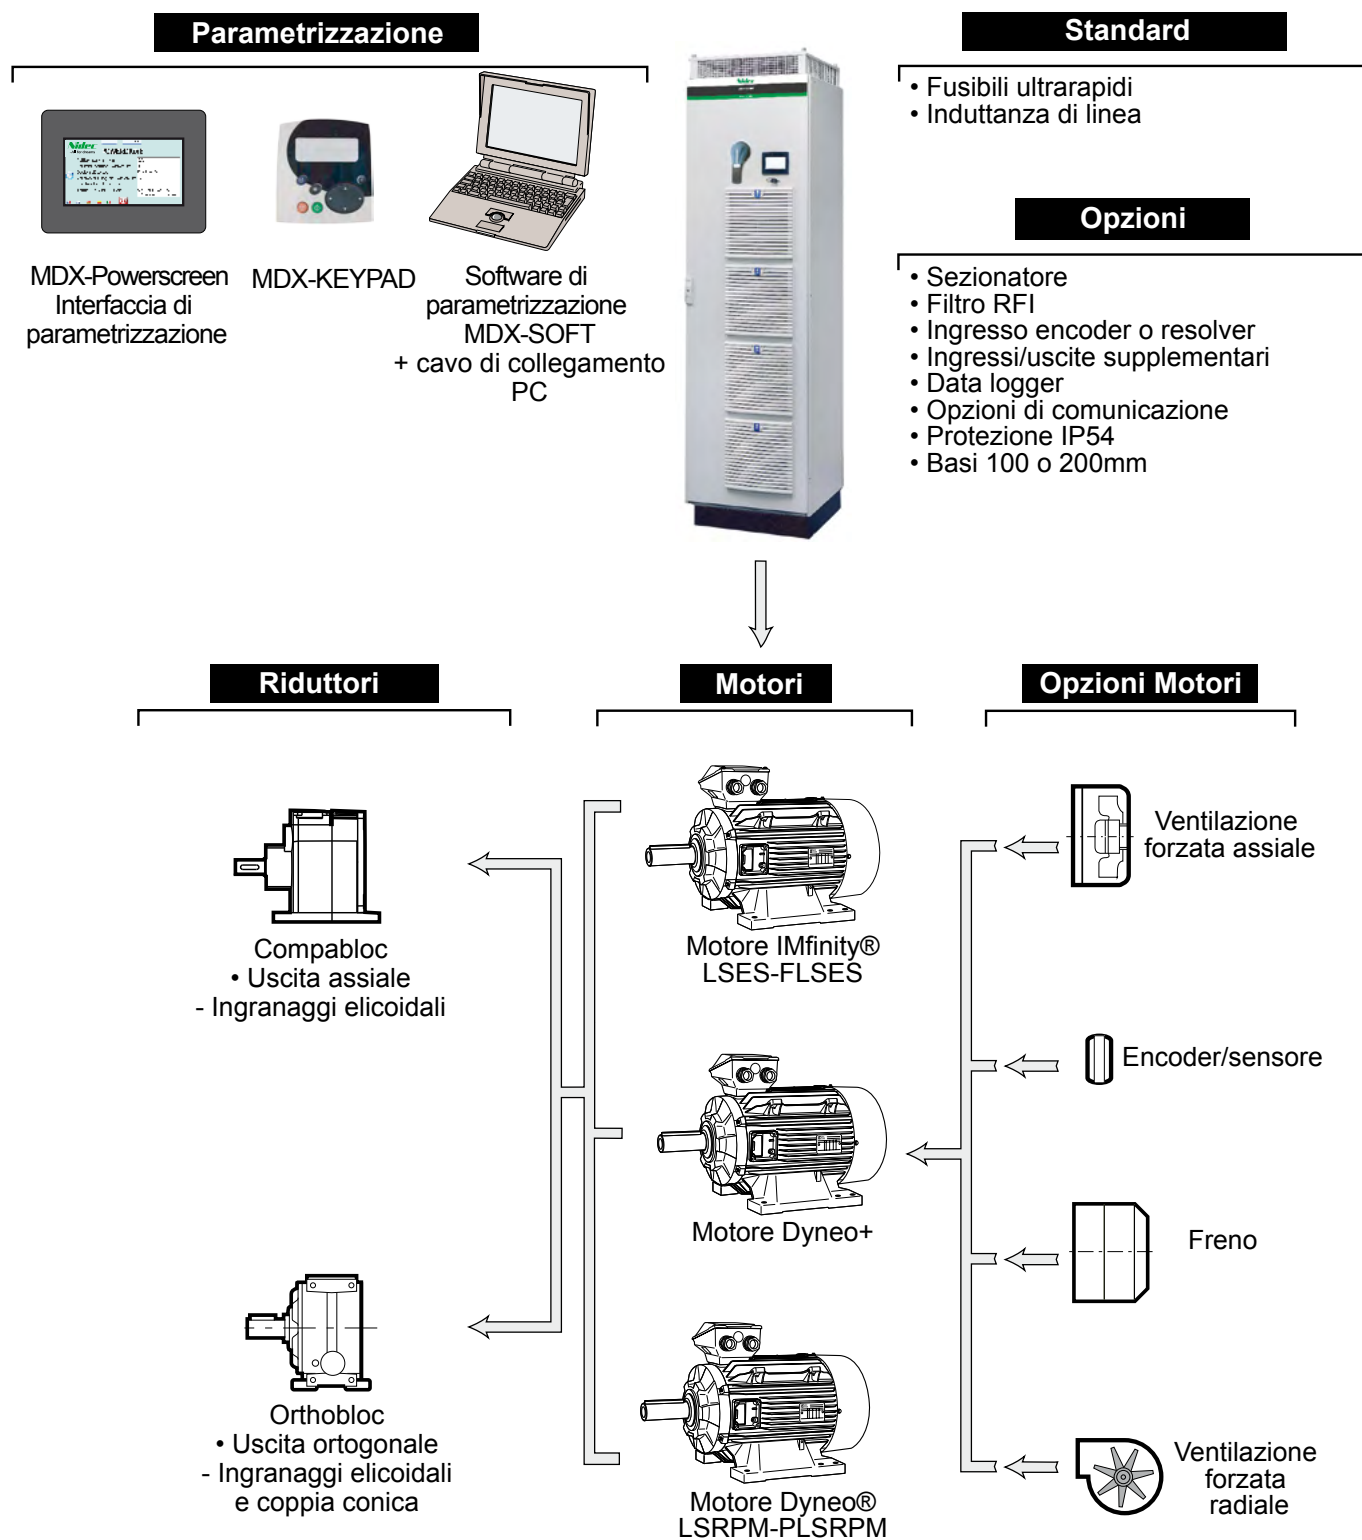 Parametrizzazione
MDX-Powerscreen
Interfaccia di
parametrizzazione
MDX-KEYPAD
Software di
parametrizzazione
MDX-SOFT
+ cavo di collegamento
PC
Nidec
Nidec
Standard
• Fusibili ultrarapidi
• Induttanza di linea
Opzioni
• Sezionatore
• Filtro RFI
• Ingresso encoder o resolver
• Ingressi/uscite supplementari
• Data logger
• Opzioni di comunicazione
• Protezione IP54
• Basi 100 o 200mm
Riduttori
Compabloc
• Uscita assiale
- Ingranaggi elicoidali
Orthobloc
• Uscita ortogonale
- Ingranaggi elicoidali
e coppia conica
Motori
Motore IMfinity®
LSES-FLSES
Motore Dyneo+
Motore Dyneo®
LSRPM-PLSRPM
Opzioni Motori
Ventilazione
forzata assiale
Encoder/sensore
Freno
Ventilazione
forzata
radiale